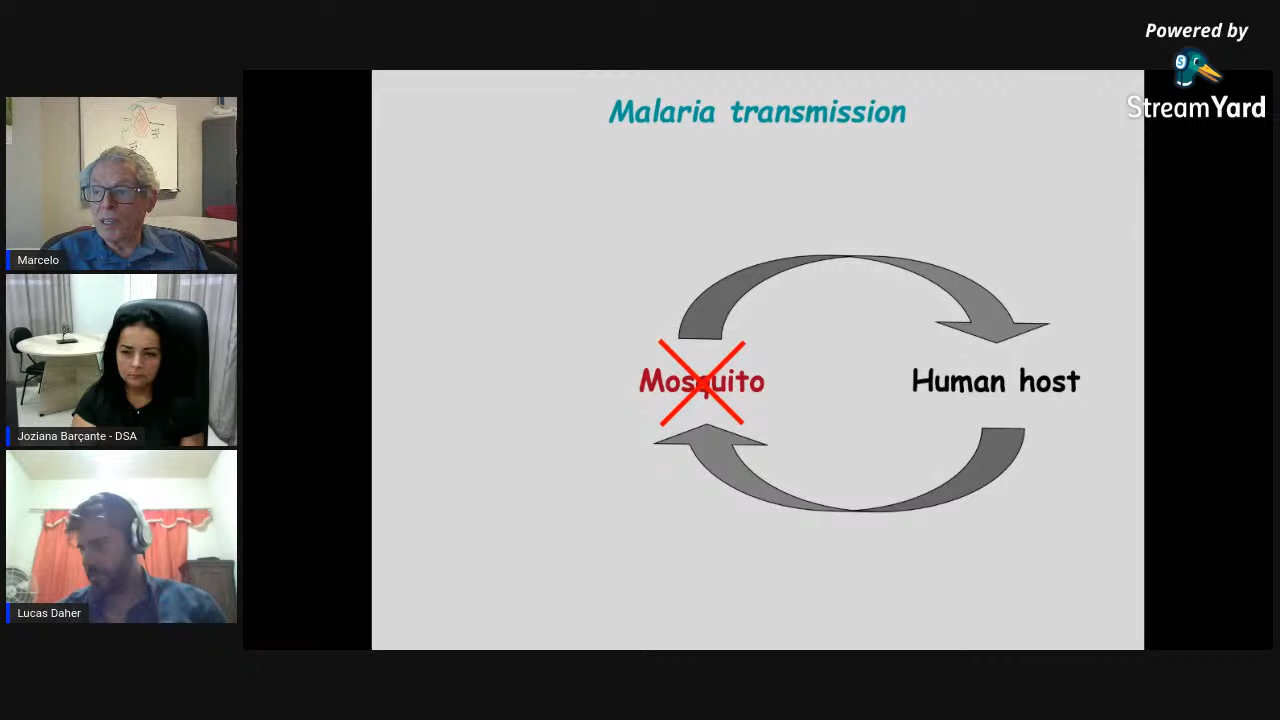 Powered by
StreamYard
Malaria transmission
Mosquito
Human host
Marcelo
Joziana Barçante - DSA
Lucas Daher